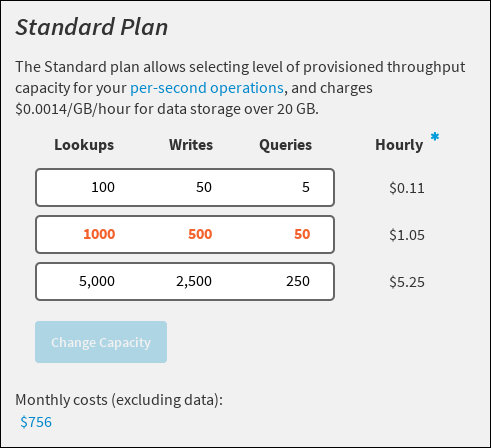 Standard Plan
The Standard plan allows selecting level of provisioned throughput
capacity for your per-second operations, and charges
$0.0014/GB/hour for data storage over 20 GB.
Lookups Writes Queries Hourly *
100 50 5 $0.11
1000 500 50 $1.05
5,000 2,500 250 $5.25
Change Capacity
Monthly costs (excluding data):
$756